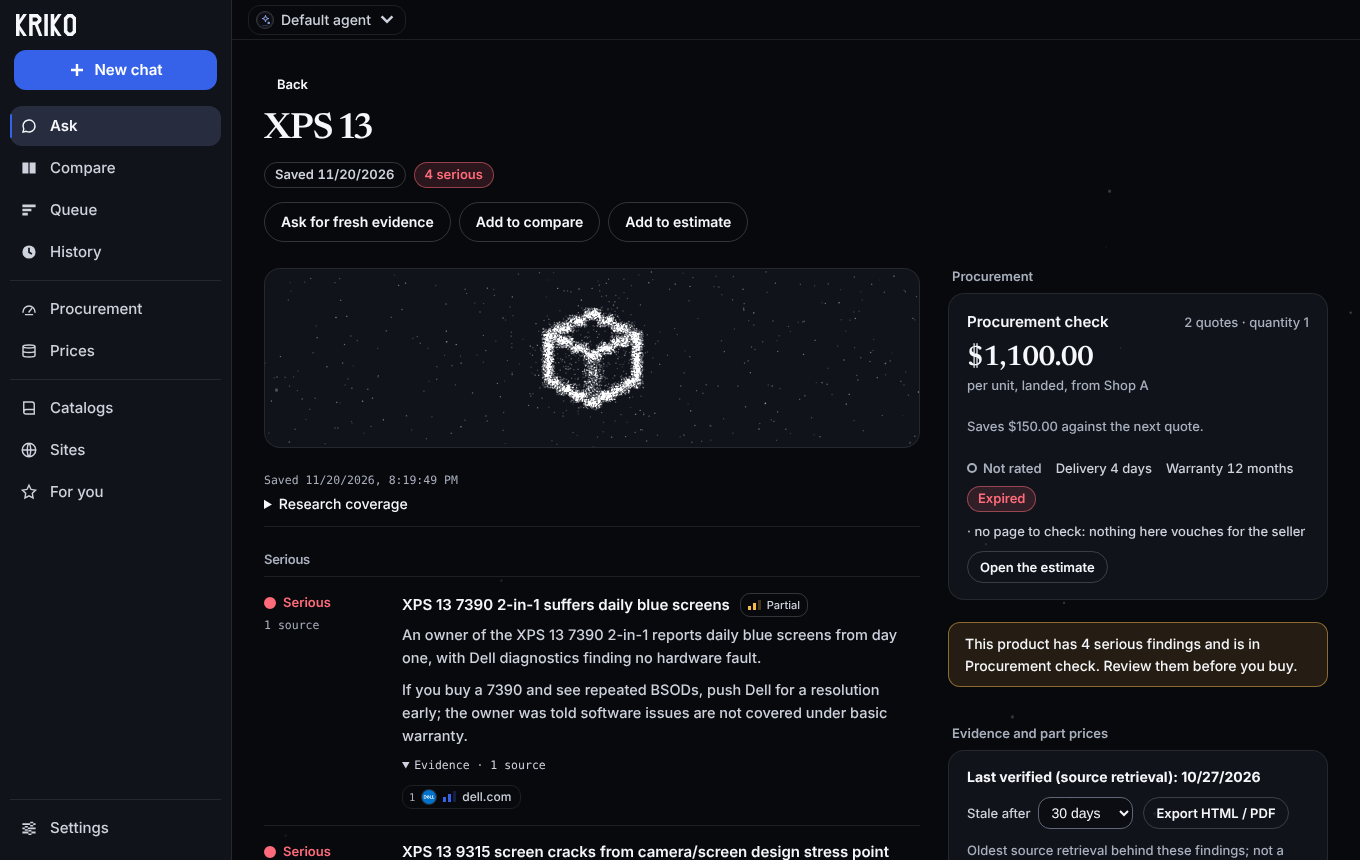 KRIKO
New chat
Ask
Compare
Queue
History
Procurement
Prices
Catalogs
Sites
For you
Settings
Default agent
Back
XPS 13
Saved 11/20/2026
4 serious
Ask for fresh evidence
Add to compare
Add to estimate
Saved 11/20/2026, 8:19:49 PM
Research coverage
Serious
Serious
1 source
XPS 13 7390 2-in-1 suffers daily blue screens
Partial
An owner of the XPS 13 7390 2-in-1 reports daily blue screens from day
one, with Dell diagnostics finding no hardware fault.
If you buy a 7390 and see repeated BSODs, push Dell for a resolution
early; the owner was told software issues are not covered under basic
warranty.
Evidence · 1 source
1 DELL dell.com
Serious
XPS 13 9315 screen cracks from camera/screen design stress point
Procurement
Procurement check
2 quotes · quantity 1
$1,100.00
per unit, landed, from Shop A
Saves $150.00 against the next quote.
Not rated Delivery 4 days Warranty 12 months
Expired
· no page to check: nothing here vouches for the seller
Open the estimate
This product has 4 serious findings and is in
Procurement check. Review them before you buy.
Evidence and part prices
Last verified (source retrieval): 10/27/2026
Stale after 30 days Export HTML / PDF
Oldest source retrieval behind these findings; not a